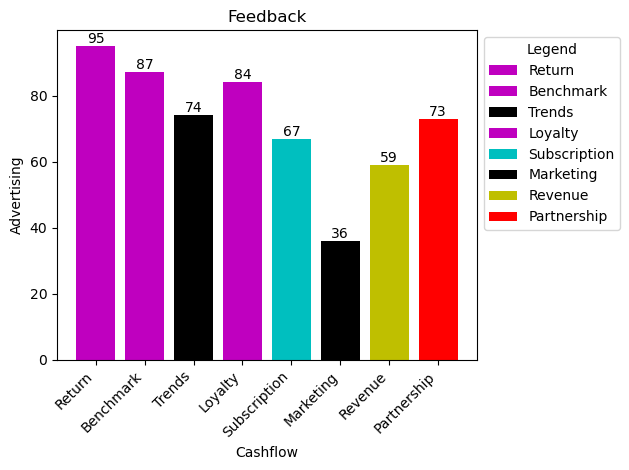 Feedback
95
87
74
84
67
36
59
73
Advertising
0
20
40
60
80
Return
Benchmark
Trends
Loyalty
Subscription
Marketing
Revenue
Partnership
Cashflow
Legend
Return
Benchmark
Trends
Loyalty
Subscription
Marketing
Revenue
Partnership